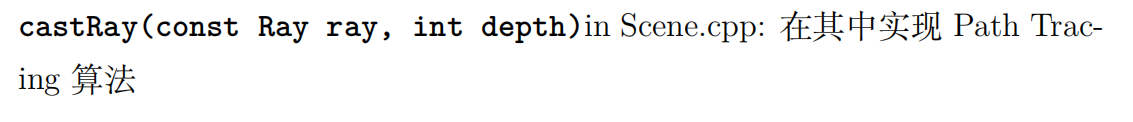 castRay(const Ray ray, int depth)in Scene.cpp: 在其中实现 Path Trac-
ing 算法